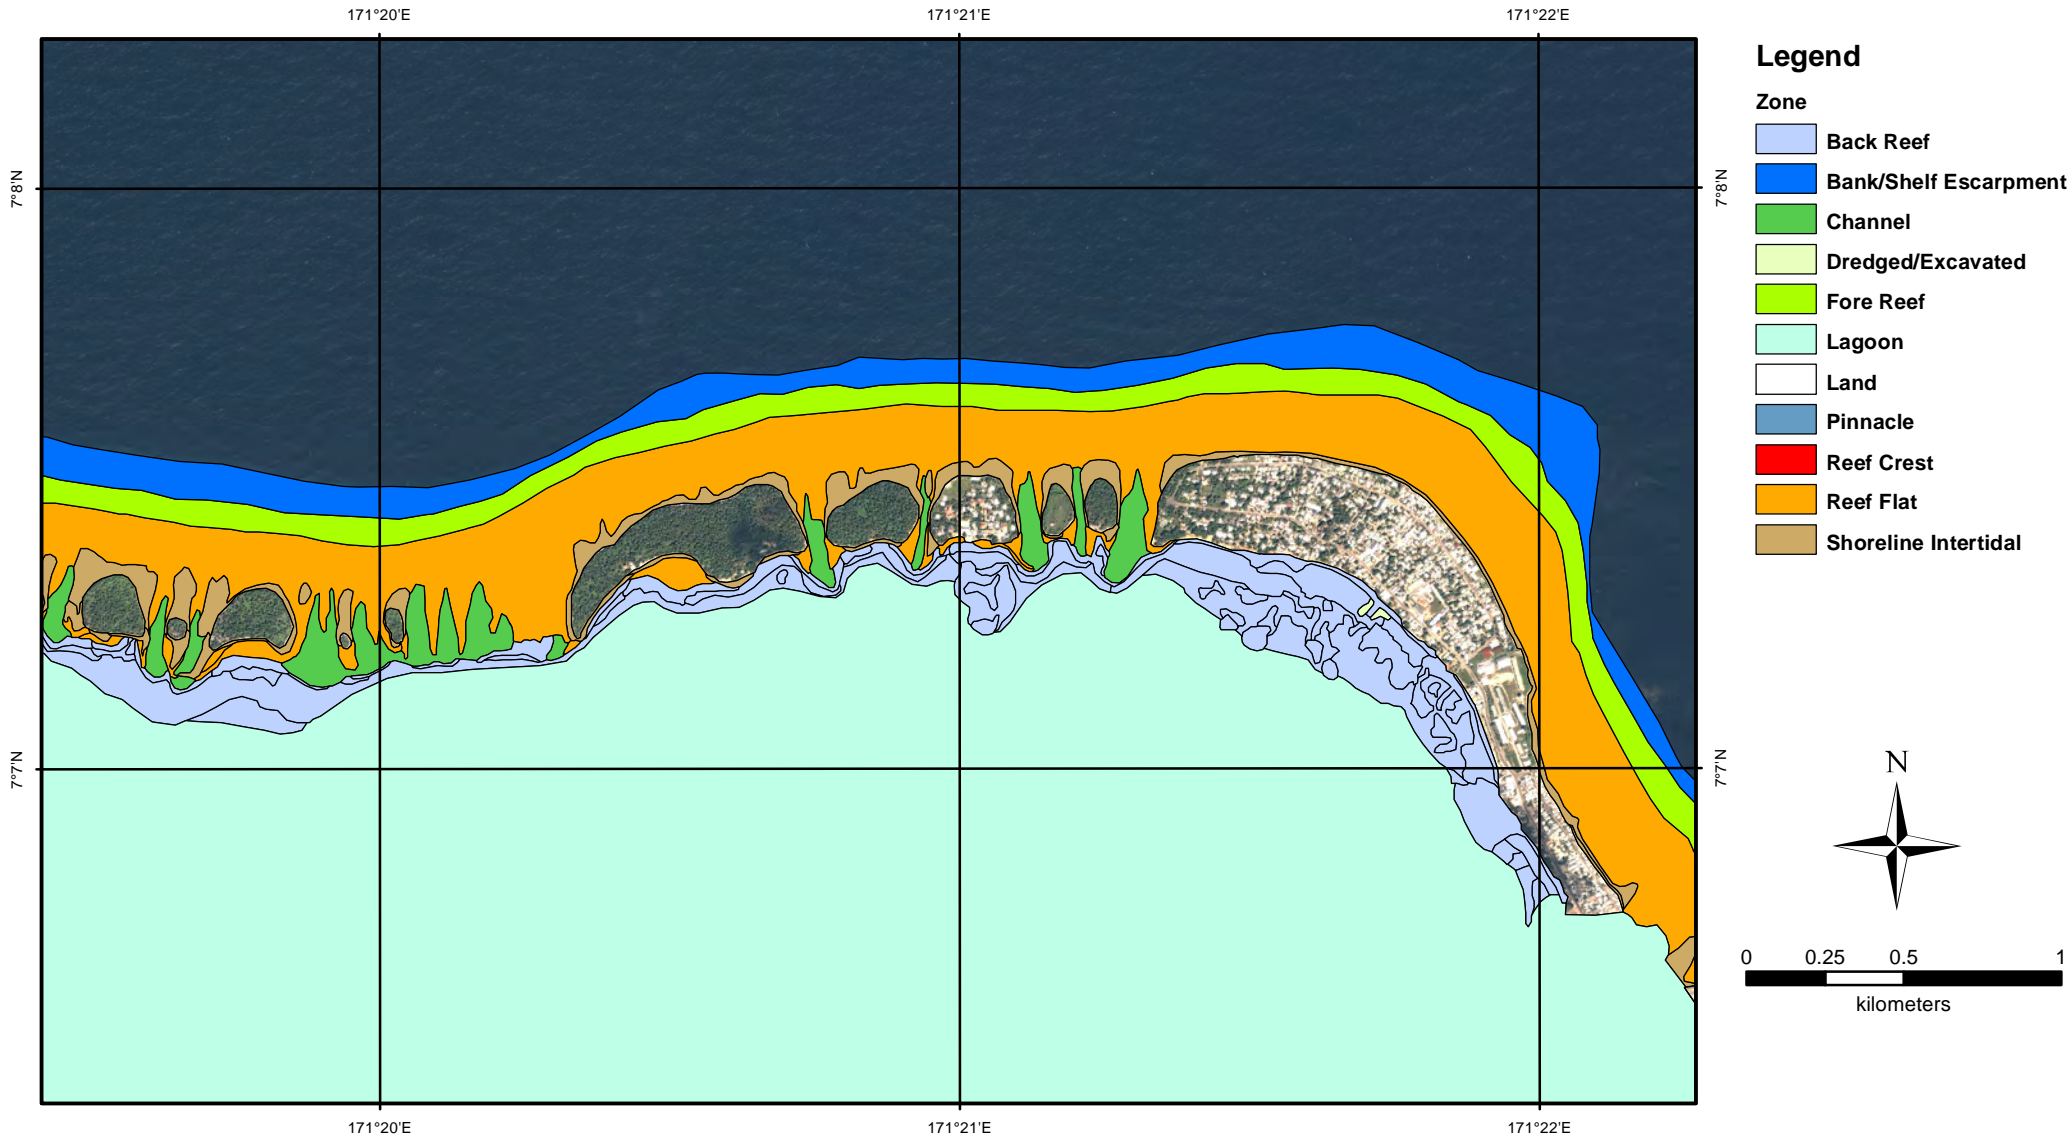 171°20'E
171°21'E
171°22'E
7°8'N
7°8'N
7°7'N
7°7'N
171°20'E
171°21'E
171°22'E
Legend
Zone
Back Reef
Bank/Shelf Escarpment
Channel
Dredged/Excavated
Fore Reef
Lagoon
Land
Pinnacle
Reef Crest
Reef Flat
Shoreline Intertidal
N
0 0.25 0.5 1
kilometers